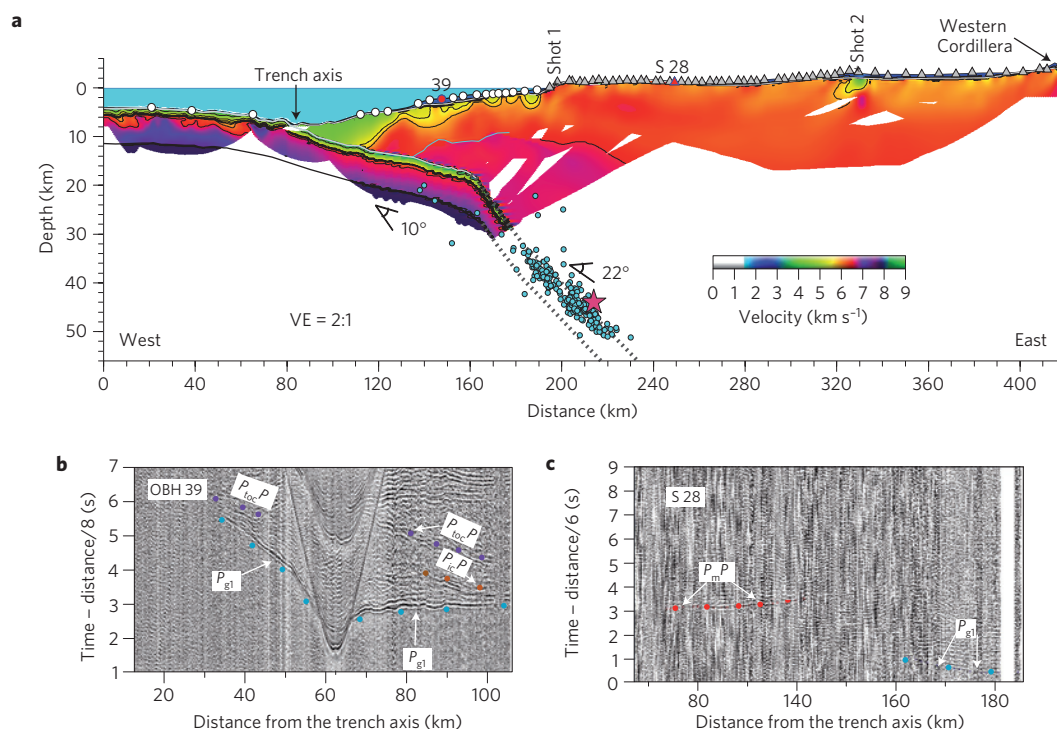 a
Shot 1
S 28
Shot 2
Western
Cordillera
Trench axis
39
0
10
20
30
40
50
Depth (km)
10°
22°
VE = 2:1
0 1 2 3 4 5 6 7 8 9
Velocity (km s⁻¹)
West
East
0 40 80 120 160 200 240 280 320 360 400
Distance (km)
b
7
6
5
4
3
2
1
Time – distance/8 (s)
OBH 39
PtocP
Pg1
PtocP
PicP
Pg1
20 40 60 80 100
Distance from the trench axis (km)
c
9
8
7
6
5
4
3
2
1
0
Time – distance/6 (s)
S 28
PmP
Pg1
80 140 140 180
Distance from the trench axis (km)